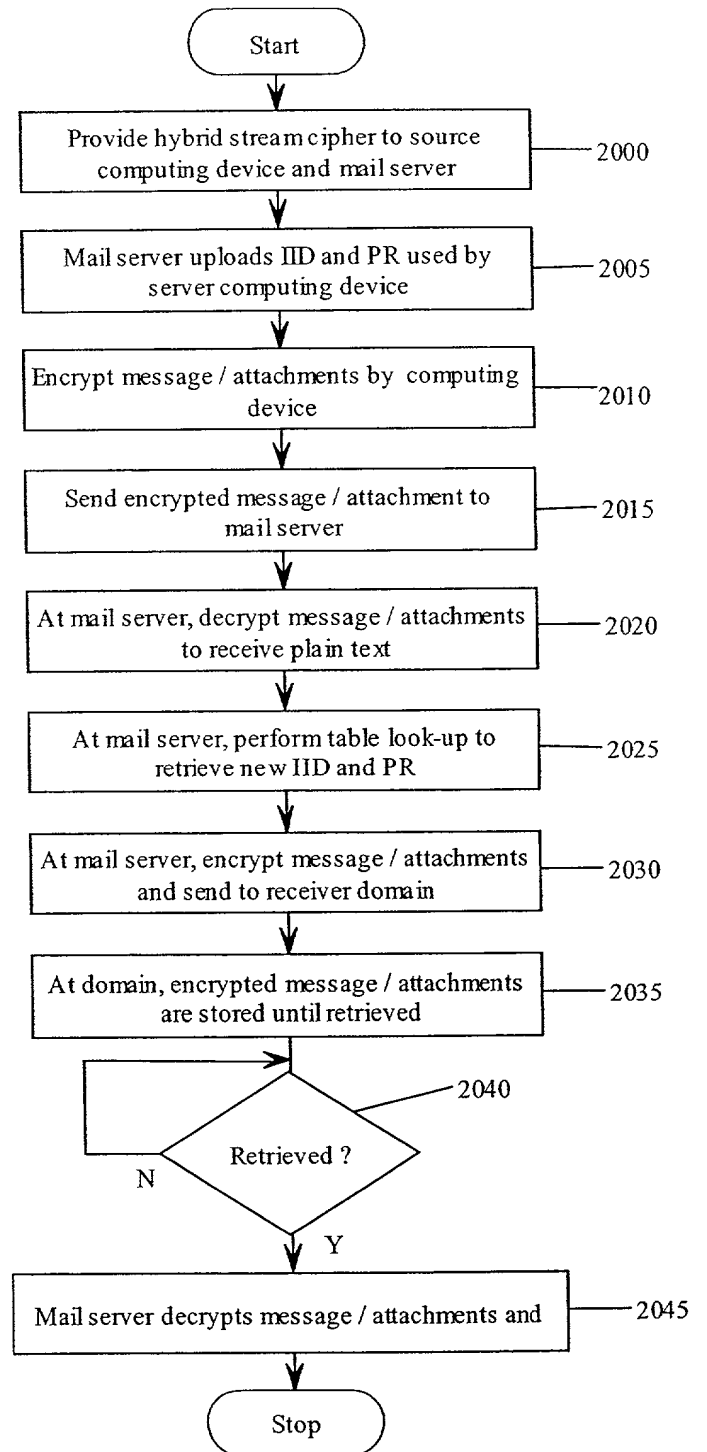 Start
Provide hybrid stream cipher to source
computing device and mail server
2000
Mail server uploads IID and PR used by
server computing device
2005
Encrypt message / attachments by computing
device
2010
Send encrypted message / attachment to
mail server
2015
At mail server, decrypt message / attachments
to receive plain text
2020
At mail server, perform table look-up to
retrieve new IID and PR
2025
At mail server, encrypt message / attachments
and send to receiver domain
2030
At domain, encrypted message / attachments
are stored until retrieved
2035
2040
Retrieved ?
N
Y
Mail server decrypts message / attachments and
2045
Stop